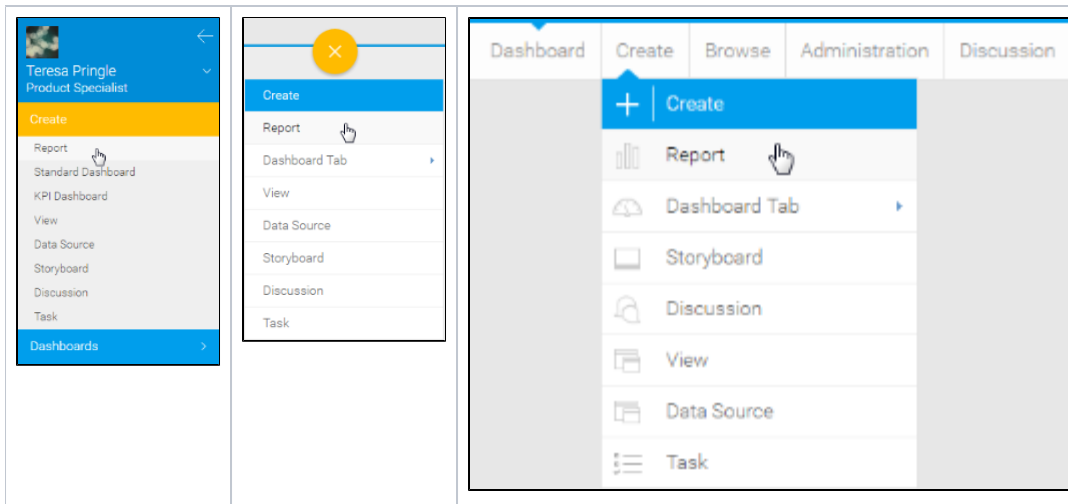 Teresa Pringle
Product Specialist
Create
Report
Standard Dashboard
KPI Dashboard
View
Data Source
Storyboard
Discussion
Task
Dashboards
Create
Report
Dashboard Tab
View
Data Source
Storyboard
Discussion
Task
Dashboard Create Browse Administration Discussion
Create
Report
Dashboard Tab
Storyboard
Discussion
View
Data Source
Task